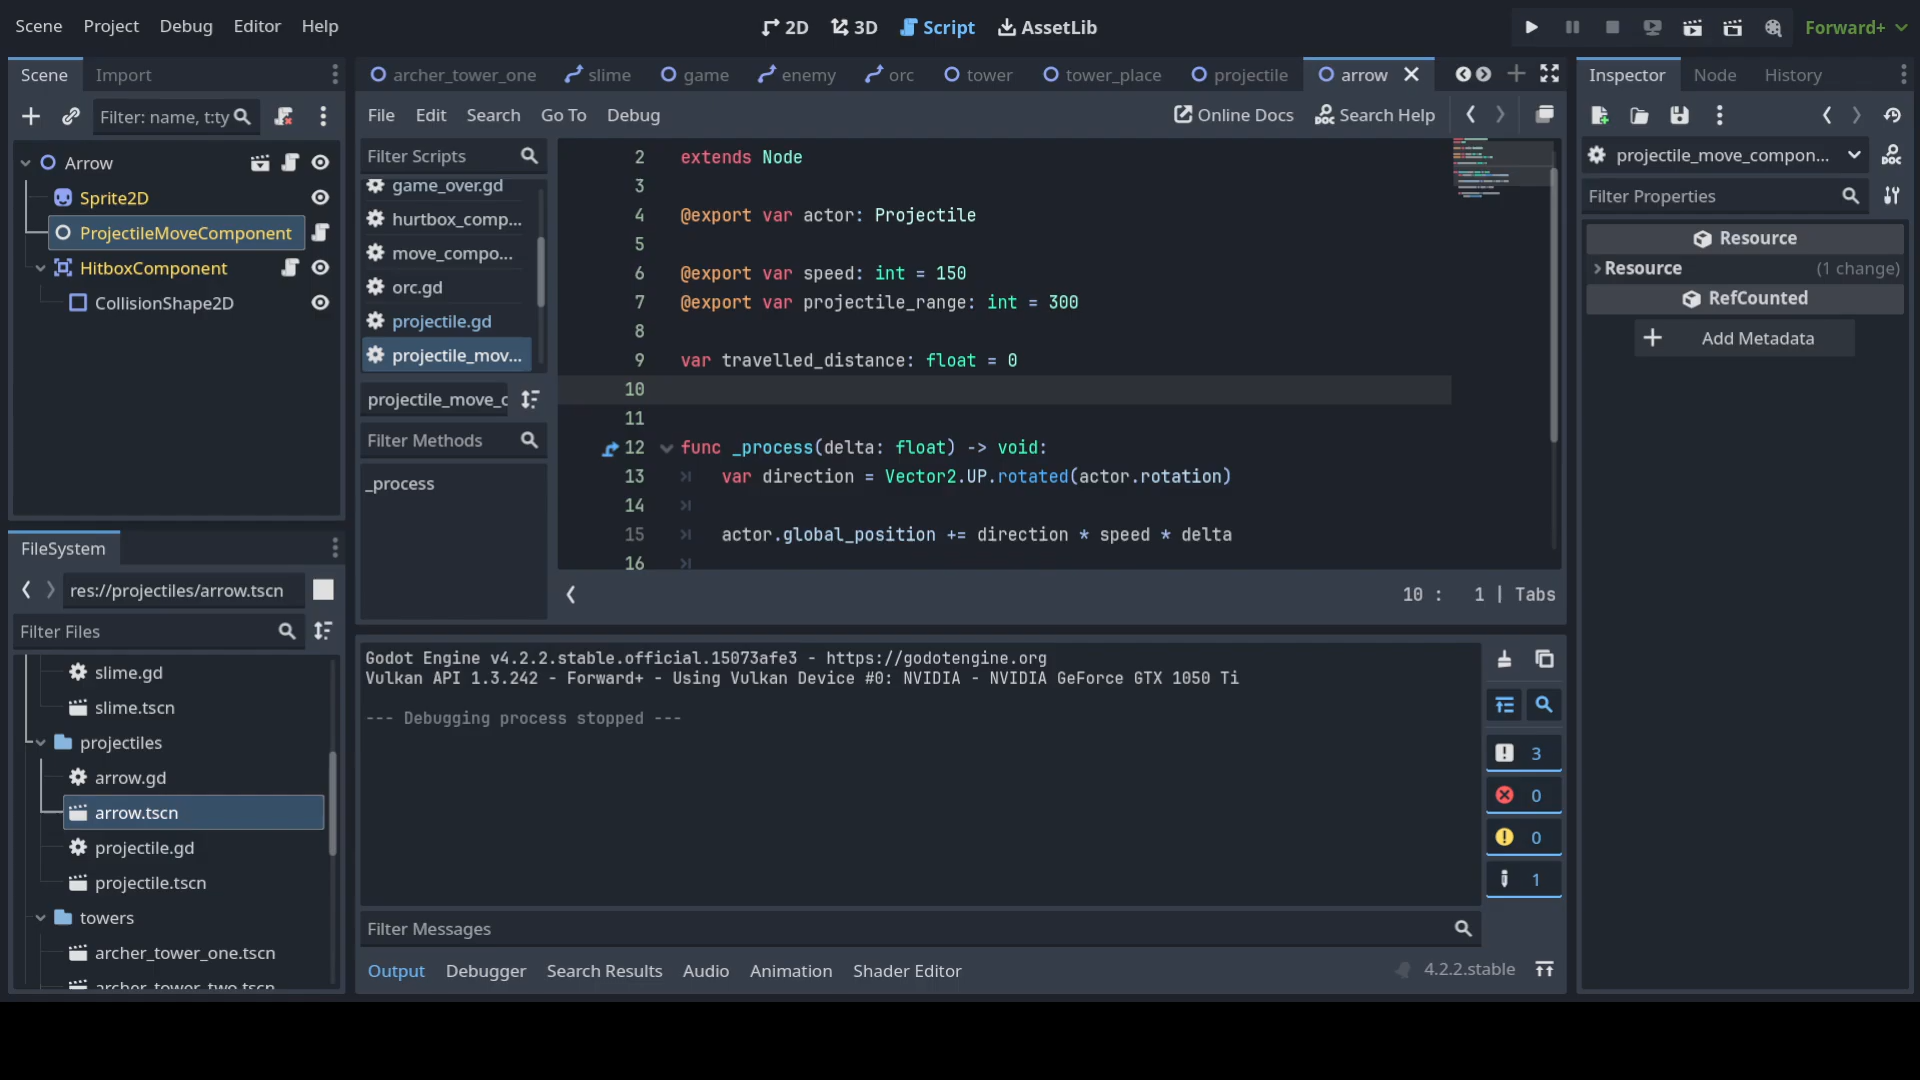 Scene Project Debug Editor Help
2D 3D Script AssetLib
Forward+
Scene Import
Filter: name, t:ty
Arrow
Sprite2D
ProjectileMoveComponent
HitboxComponent
CollisionShape2D
FileSystem
res://projectiles/arrow.tscn
Filter Files
slime.gd
slime.tscn
projectiles
arrow.gd
arrow.tscn
projectile.gd
projectile.tscn
towers
archer_tower_one.tscn
archer_tower_two.tscn
archer_tower_one slime game enemy orc tower tower_place projectile arrow
File Edit Search Go To Debug
Online Docs Search Help
Filter Scripts
game_over.gd
hurtbox_comp...
move_compo...
orc.gd
projectile.gd
projectile_mov...
projectile_move_c
Filter Methods
_process
2 extends Node
3
4 @export var actor: Projectile
5
6 @export var speed: int = 150
7 @export var projectile_range: int = 300
8
9 var travelled_distance: float = 0
10
11
12 func _process(delta: float) -> void:
13 var direction = Vector2.UP.rotated(actor.rotation)
14
15 actor.global_position += direction * speed * delta
16
10 : 1 | Tabs
Godot Engine v4.2.2.stable.official.15073afe3 - https://godotengine.org
Vulkan API 1.3.242 - Forward+ - Using Vulkan Device #0: NVIDIA - NVIDIA GeForce GTX 1050 Ti
--- Debugging process stopped ---
3
0
0
1
Filter Messages
Output Debugger Search Results Audio Animation Shader Editor
4.2.2.stable
Inspector Node History
projectile_move_compon...
Filter Properties
Resource
Resource (1 change)
RefCounted
Add Metadata